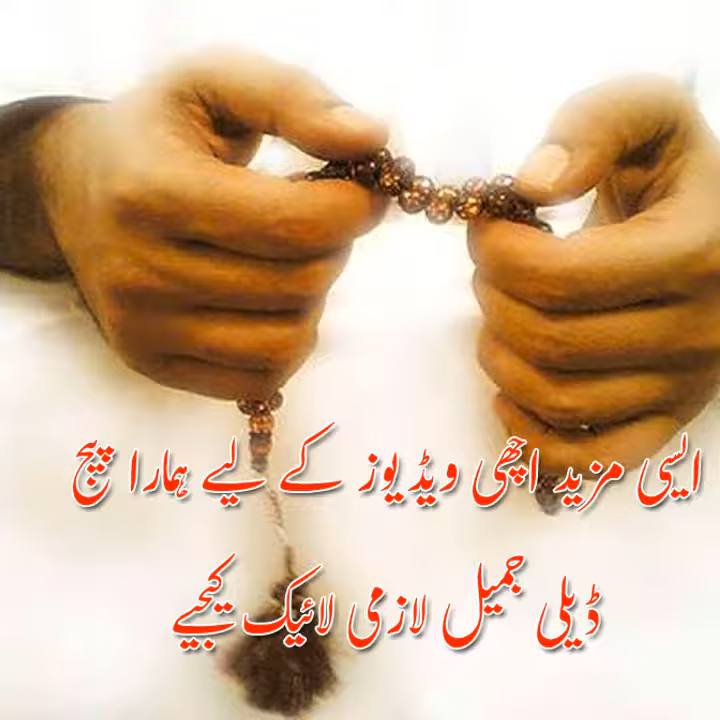 ایسی مزید اچھی ویڈیوز کے لیے ہمارا پیج
ڈیلی جمیل لازمی لائیک کیجیے